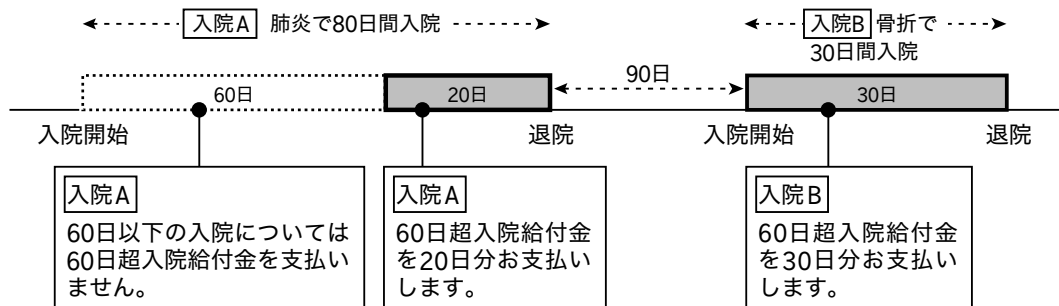 入院A 肺炎で80日間入院
入院B 骨折で
30日間入院
60日
20日
90日
30日
入院開始
退院
入院開始
退院
入院A
60日以下の入院については
60日超入院給付金を支払い
ません。
入院A
60日超入院給付金
を20日分お支払い
します。
入院B
60日超入院給付金
を30日分お支払い
します。